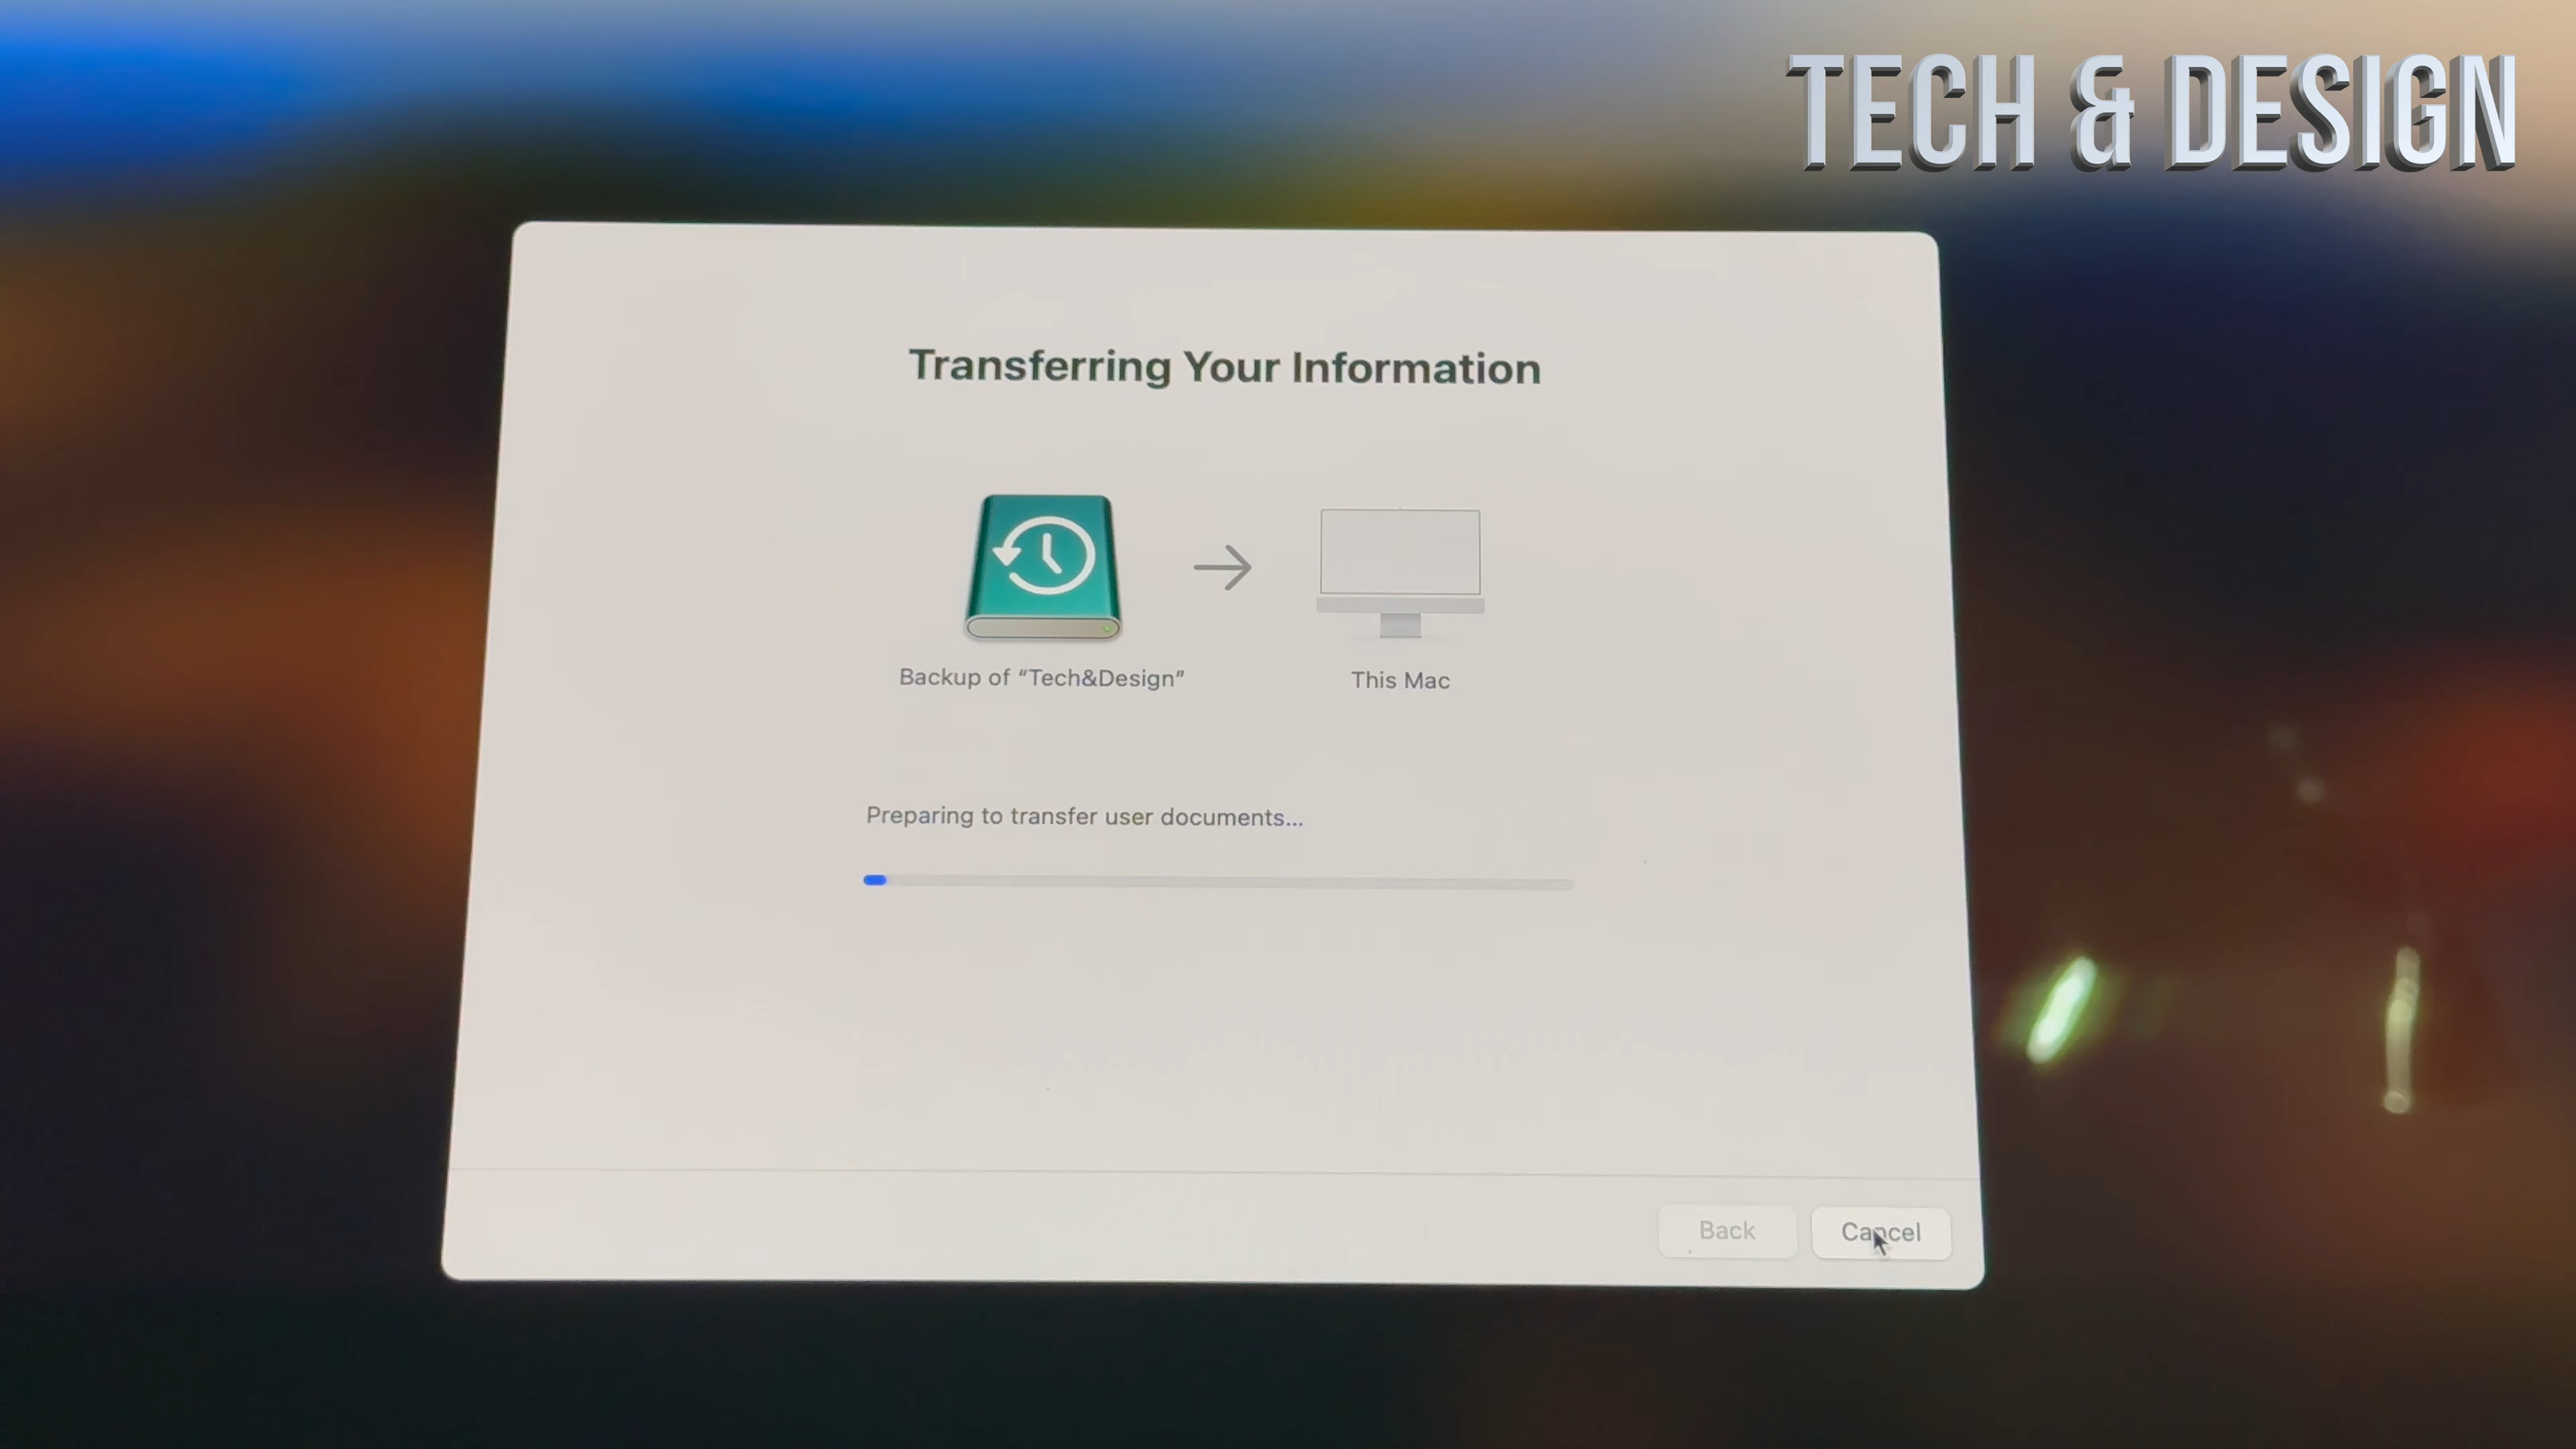 TECH & DESIGN
Transferring Your Information
Backup of “Tech&Design”
This Mac
Preparing to transfer user documents...
Back
Cancel